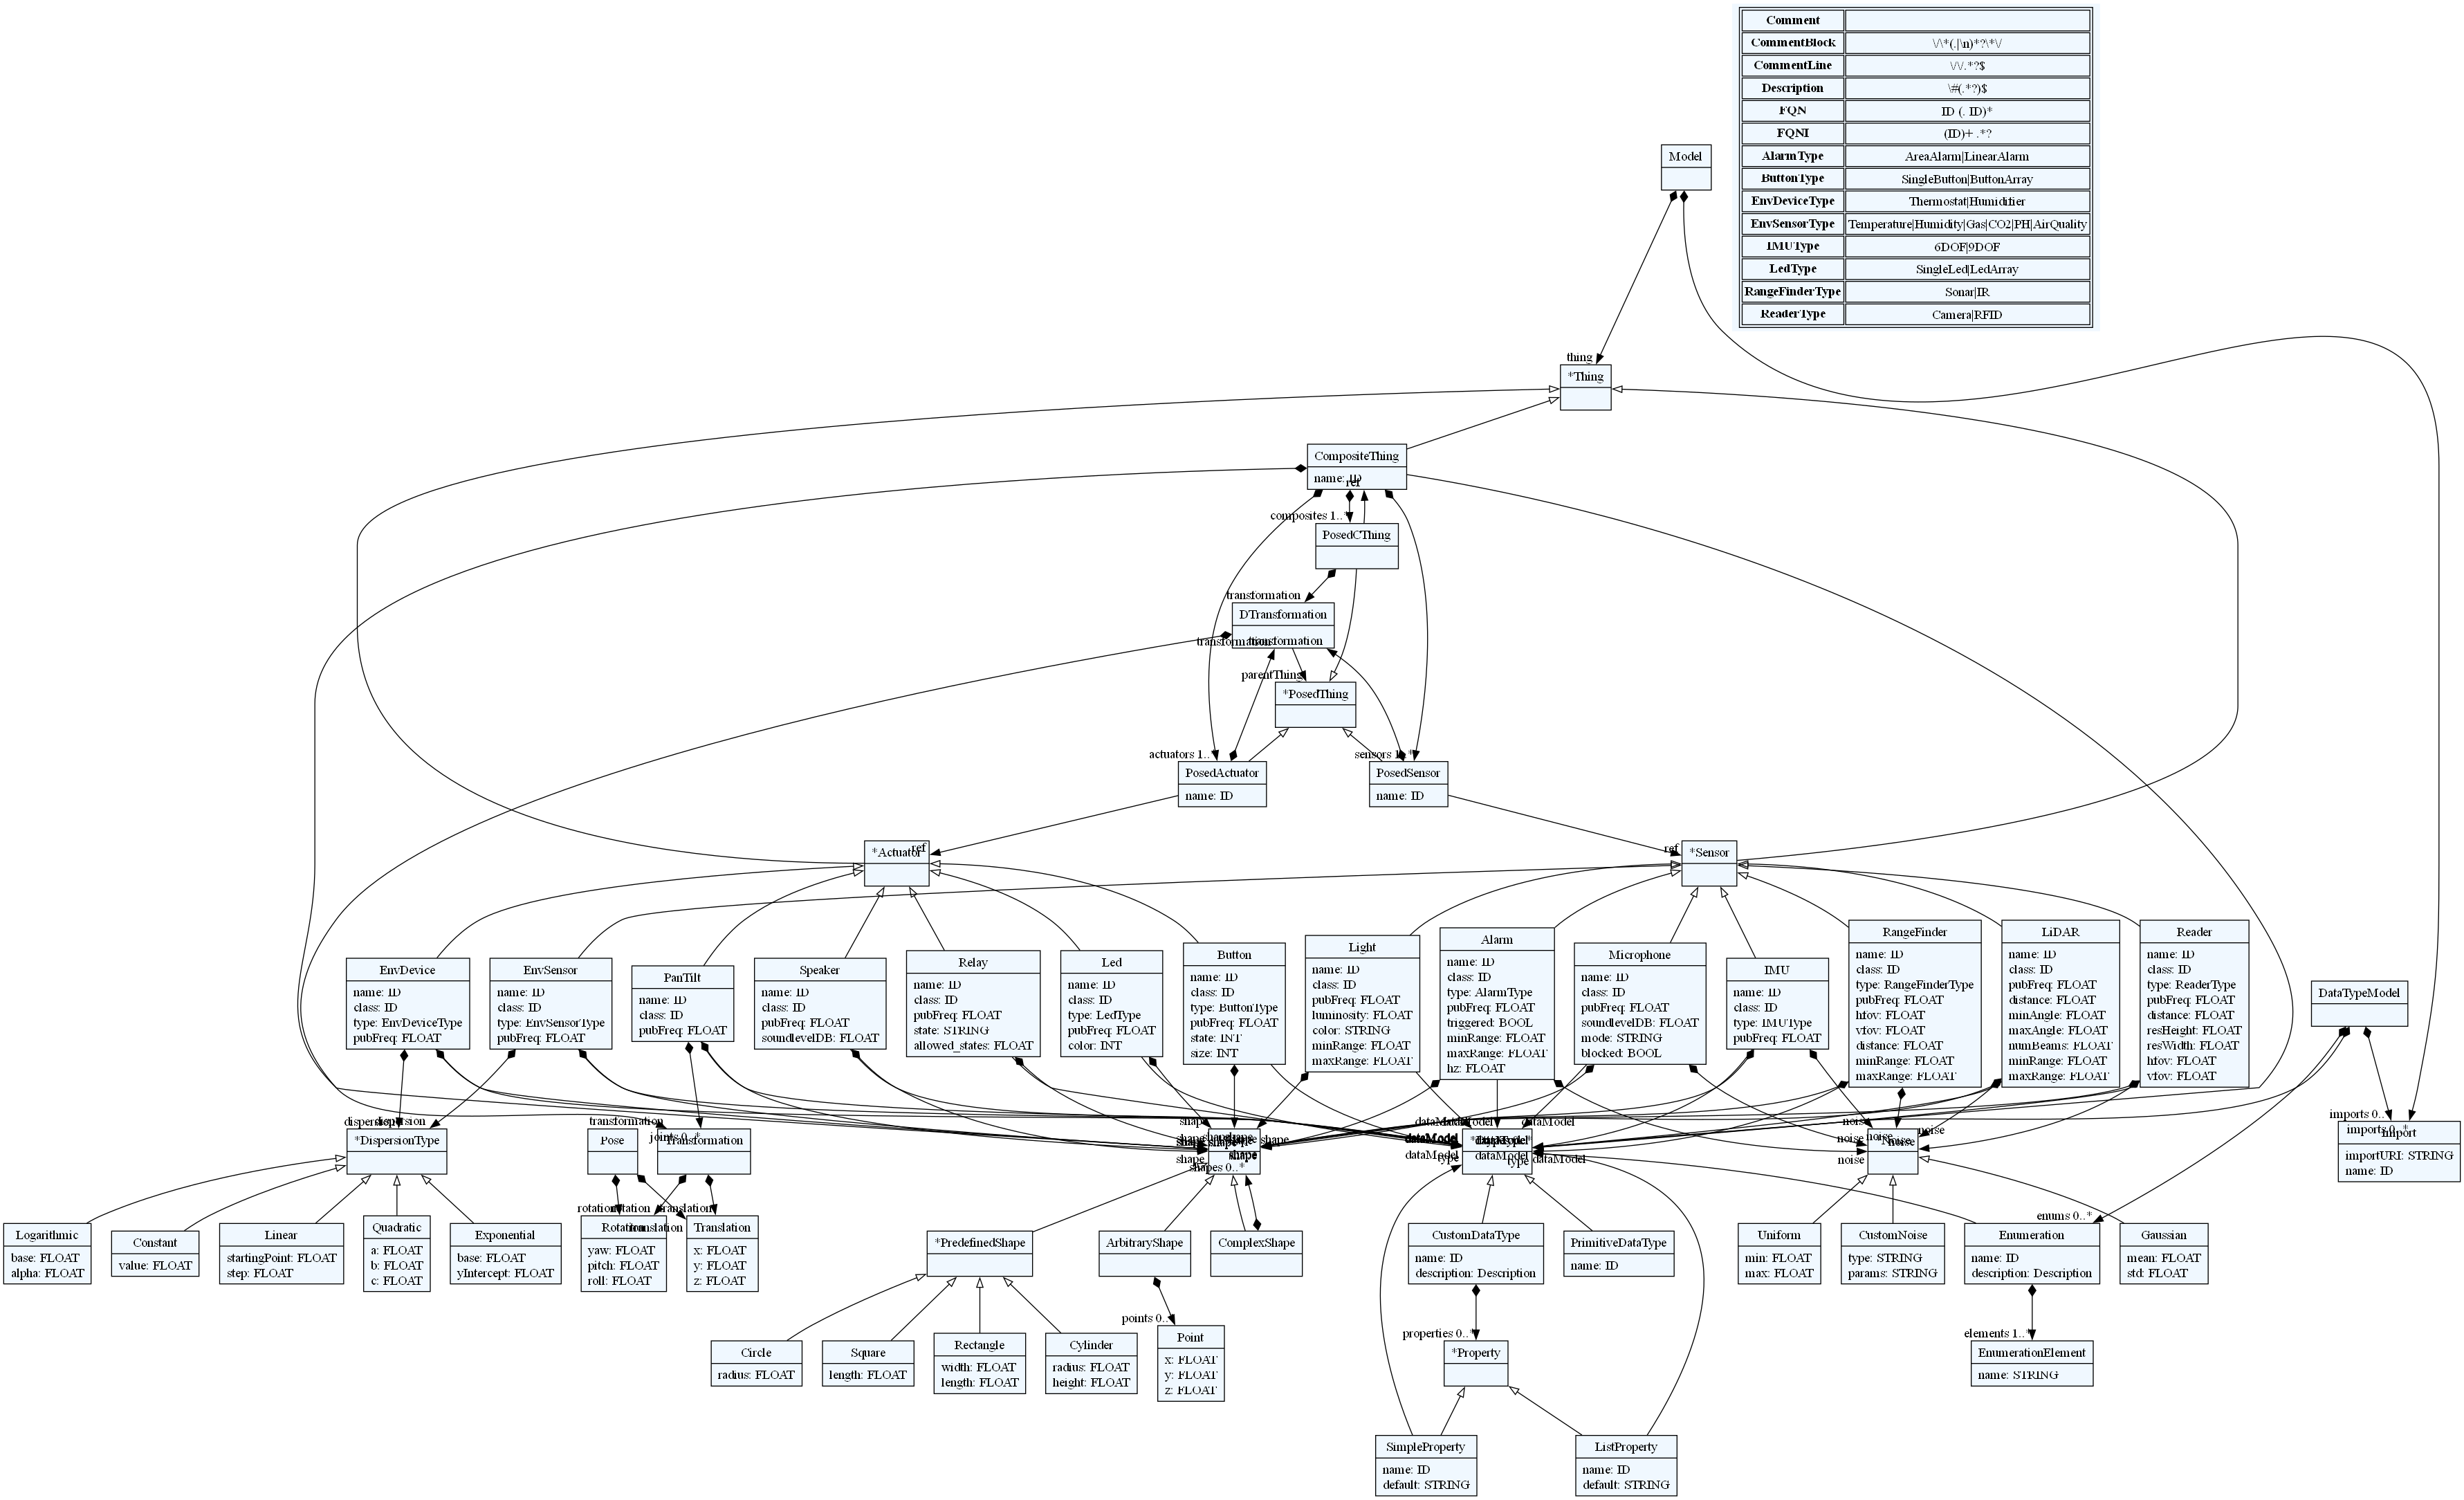 Comment
CommentBlock \/\*(.|\n)*?\*\/
CommentLine \/\/.*?$
Description \#(.*?)$
FQN ID (. ID)*
FQNI (ID)+ .*?
AlarmType AreaAlarm|LinearAlarm
ButtonType SingleButton|ButtonArray
EnvDeviceType Thermostat|Humidifier
EnvSensorType Temperature|Humidity|Gas|CO2|PH|AirQuality
IMUType 6DOF|9DOF
LedType SingleLed|LedArray
RangeFinderType Sonar|IR
ReaderType Camera|RFID
Model
thing
*Thing
CompositeThing
name: ID
ref
composites 1..*
PosedCThing
transformation
DTransformation
transformation
transformation
parentThing
*PosedThing
actuators 1..*
sensors 1..*
PosedActuator
name: ID
PosedSensor
name: ID
*Actuator
ref
ref
*Sensor
EnvDevice
name: ID
class: ID
type: EnvDeviceType
pubFreq: FLOAT
EnvSensor
name: ID
class: ID
type: EnvSensorType
pubFreq: FLOAT
PanTilt
name: ID
class: ID
pubFreq: FLOAT
Speaker
name: ID
class: ID
pubFreq: FLOAT
soundlevelDB: FLOAT
Relay
name: ID
class: ID
pubFreq: FLOAT
state: STRING
allowed_states: FLOAT
Led
name: ID
class: ID
type: LedType
pubFreq: FLOAT
color: INT
Button
name: ID
class: ID
type: ButtonType
pubFreq: FLOAT
state: INT
size: INT
Light
name: ID
class: ID
pubFreq: FLOAT
luminosity: FLOAT
color: STRING
minRange: FLOAT
maxRange: FLOAT
Alarm
name: ID
class: ID
type: AlarmType
pubFreq: FLOAT
triggered: BOOL
minRange: FLOAT
maxRange: FLOAT
hz: FLOAT
Microphone
name: ID
class: ID
pubFreq: FLOAT
soundlevelDB: FLOAT
mode: STRING
blocked: BOOL
IMU
name: ID
class: ID
type: IMUType
pubFreq: FLOAT
RangeFinder
name: ID
class: ID
type: RangeFinderType
pubFreq: FLOAT
hfov: FLOAT
vfov: FLOAT
distance: FLOAT
minRange: FLOAT
maxRange: FLOAT
LiDAR
name: ID
class: ID
pubFreq: FLOAT
distance: FLOAT
minAngle: FLOAT
maxAngle: FLOAT
numBeams: FLOAT
minRange: FLOAT
maxRange: FLOAT
Reader
name: ID
class: ID
type: ReaderType
pubFreq: FLOAT
distance: FLOAT
resHeight: FLOAT
resWidth: FLOAT
hfov: FLOAT
vfov: FLOAT
DataTypeModel
dispersion
dispersion
*DispersionType
transformation
Pose
joints 0..*
Transformation
shape
shape
shape
shape
shapes 0..*
dataModel
dataModel
dataModel
dataModel
dataModel
type
type
dataModel
noise
noise
noise
noise
noise
noise
*Noise
imports 0..*
imports 0..*
Import
importURI: STRING
name: ID
Logarithmic
base: FLOAT
alpha: FLOAT
Constant
value: FLOAT
Linear
startingPoint: FLOAT
step: FLOAT
Quadratic
a: FLOAT
b: FLOAT
c: FLOAT
Exponential
base: FLOAT
yIntercept: FLOAT
rotation
rotation
translation
translation
Rotation
yaw: FLOAT
pitch: FLOAT
roll: FLOAT
Translation
x: FLOAT
y: FLOAT
z: FLOAT
*PredefinedShape
ArbitraryShape
ComplexShape
CustomDataType
name: ID
description: Description
PrimitiveDataType
name: ID
Uniform
min: FLOAT
max: FLOAT
CustomNoise
type: STRING
params: STRING
enums 0..*
Enumeration
name: ID
description: Description
Gaussian
mean: FLOAT
std: FLOAT
Circle
radius: FLOAT
Square
length: FLOAT
Rectangle
width: FLOAT
length: FLOAT
Cylinder
radius: FLOAT
height: FLOAT
points 0..
Point
x: FLOAT
y: FLOAT
z: FLOAT
properties 0..*
*Property
elements 1..*
EnumerationElement
name: STRING
SimpleProperty
name: ID
default: STRING
ListProperty
name: ID
default: STRING